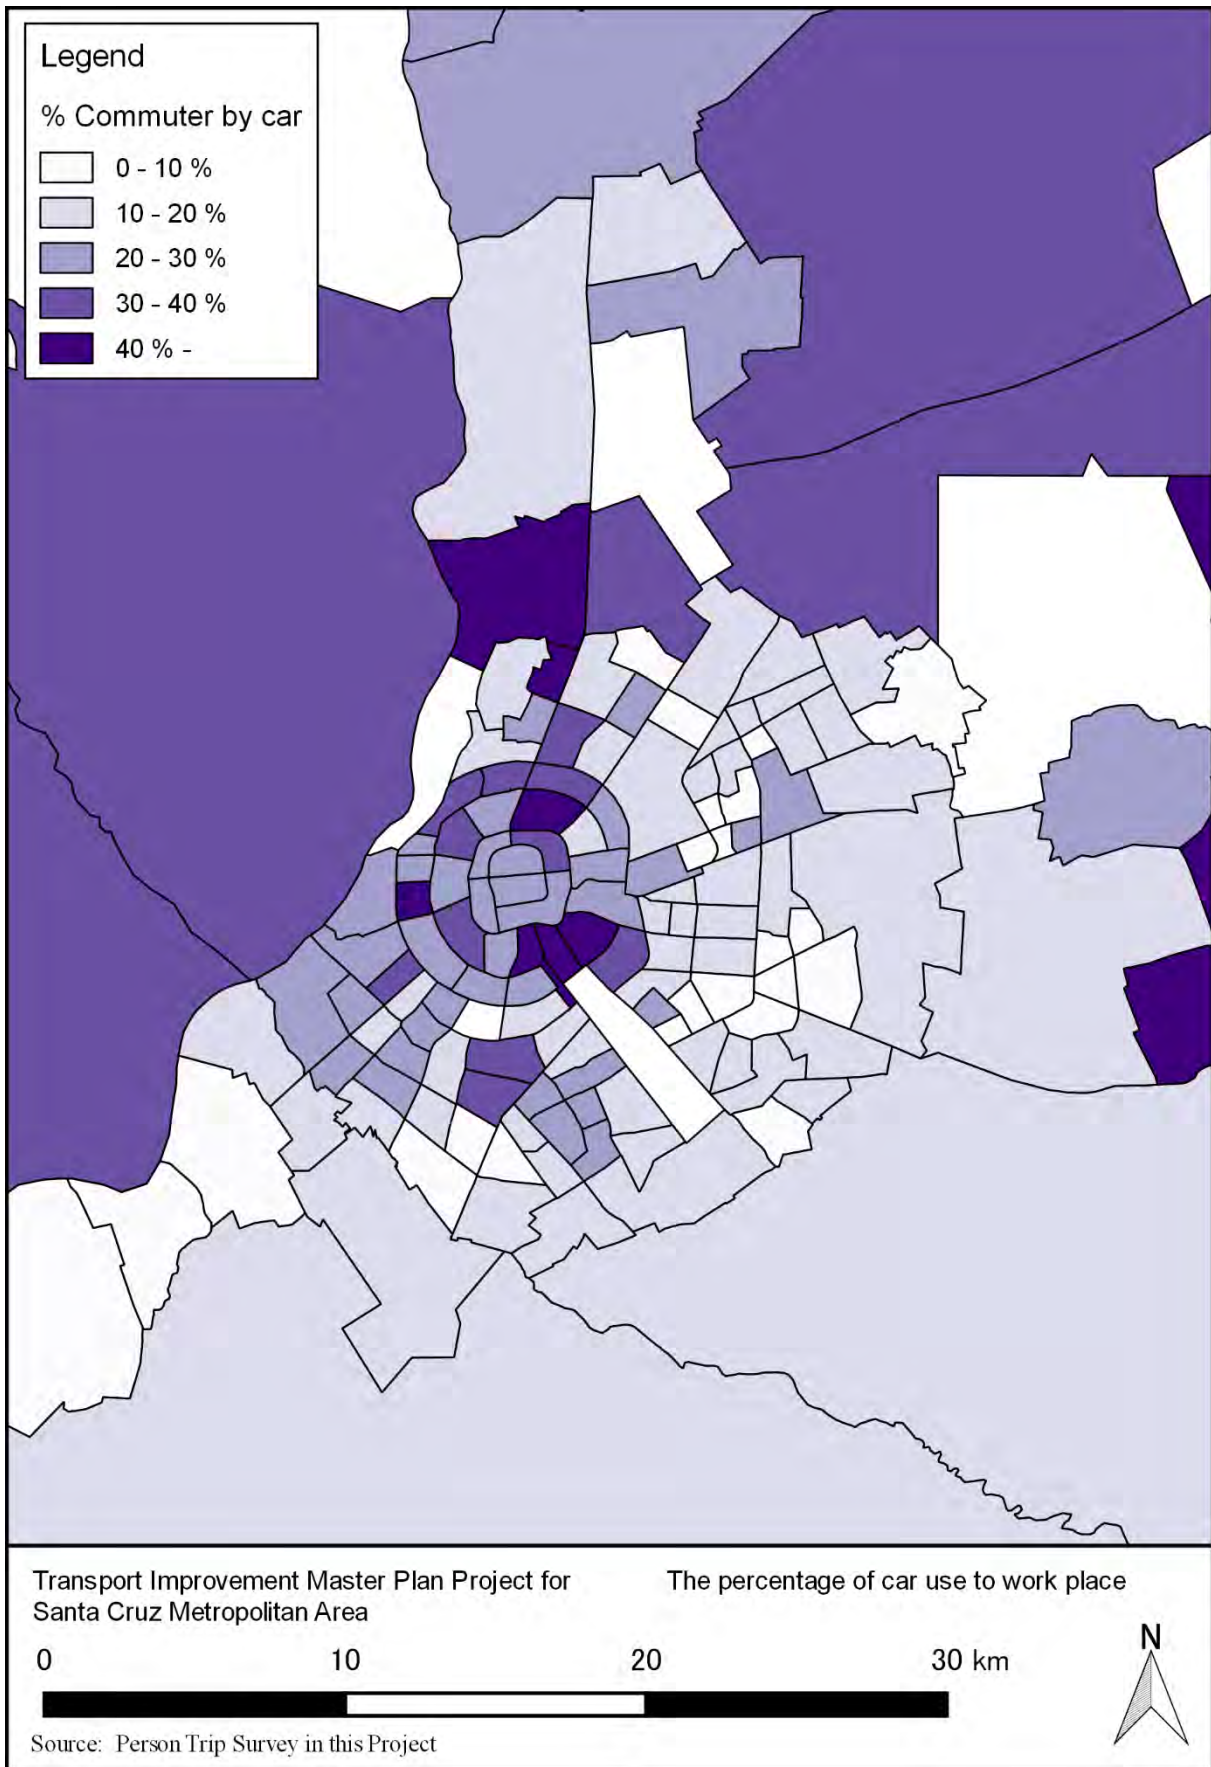 Legend
% Commuter by car
0 - 10 %
10 - 20 %
20 - 30 %
30 - 40 %
40 % -
Transport Improvement Master Plan Project for
Santa Cruz Metropolitan Area
The percentage of car use to work place
0 10 20 30 km
N
Source: Person Trip Survey in this Project